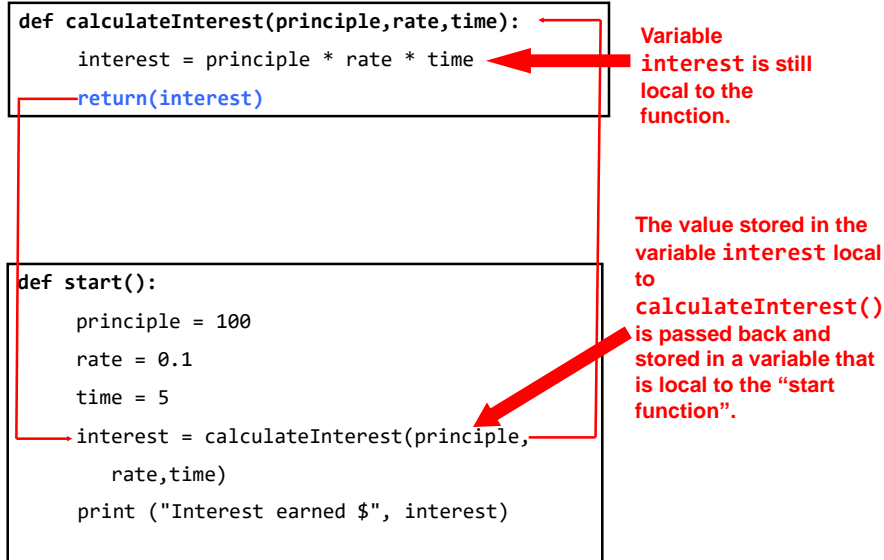 def calculateInterest(principle,rate,time):
interest = principle * rate * time
return(interest)
Variable
interest is still
local to the
function.
The value stored in the
variable interest local
to
calculateInterest()
is passed back and
stored in a variable that
is local to the “start
function”.
def start():
principle = 100
rate = 0.1
time = 5
interest = calculateInterest(principle,
rate,time)
print ("Interest earned $", interest)